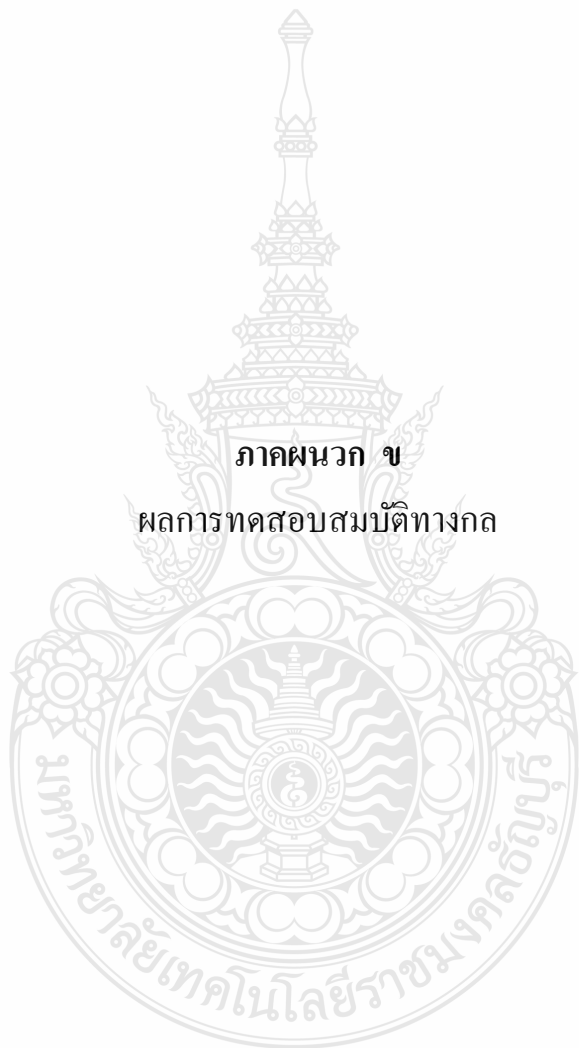 ภาคผนวก ข
ผลการทดสอบสมบัติทางกล
มหาวิทยาลัยเทคโนโลยีราชมงคลธัญบุรี